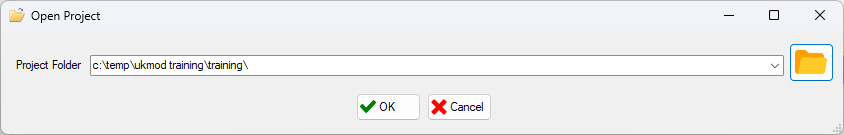 Open Project
Project Folder c:\temp\ukmod training\training\
OK Cancel